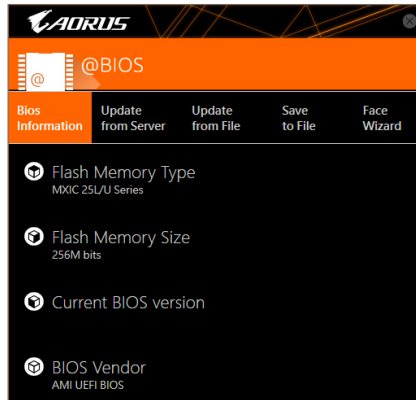 AORUS
@
@BIOS
Bios Information
Update from Server
Update from File
Save to File
Face Wizard
Flash Memory Type
MXIC 25L/U Series
Flash Memory Size
256M bits
Current BIOS version
BIOS Vendor
AMI UEFI BIOS